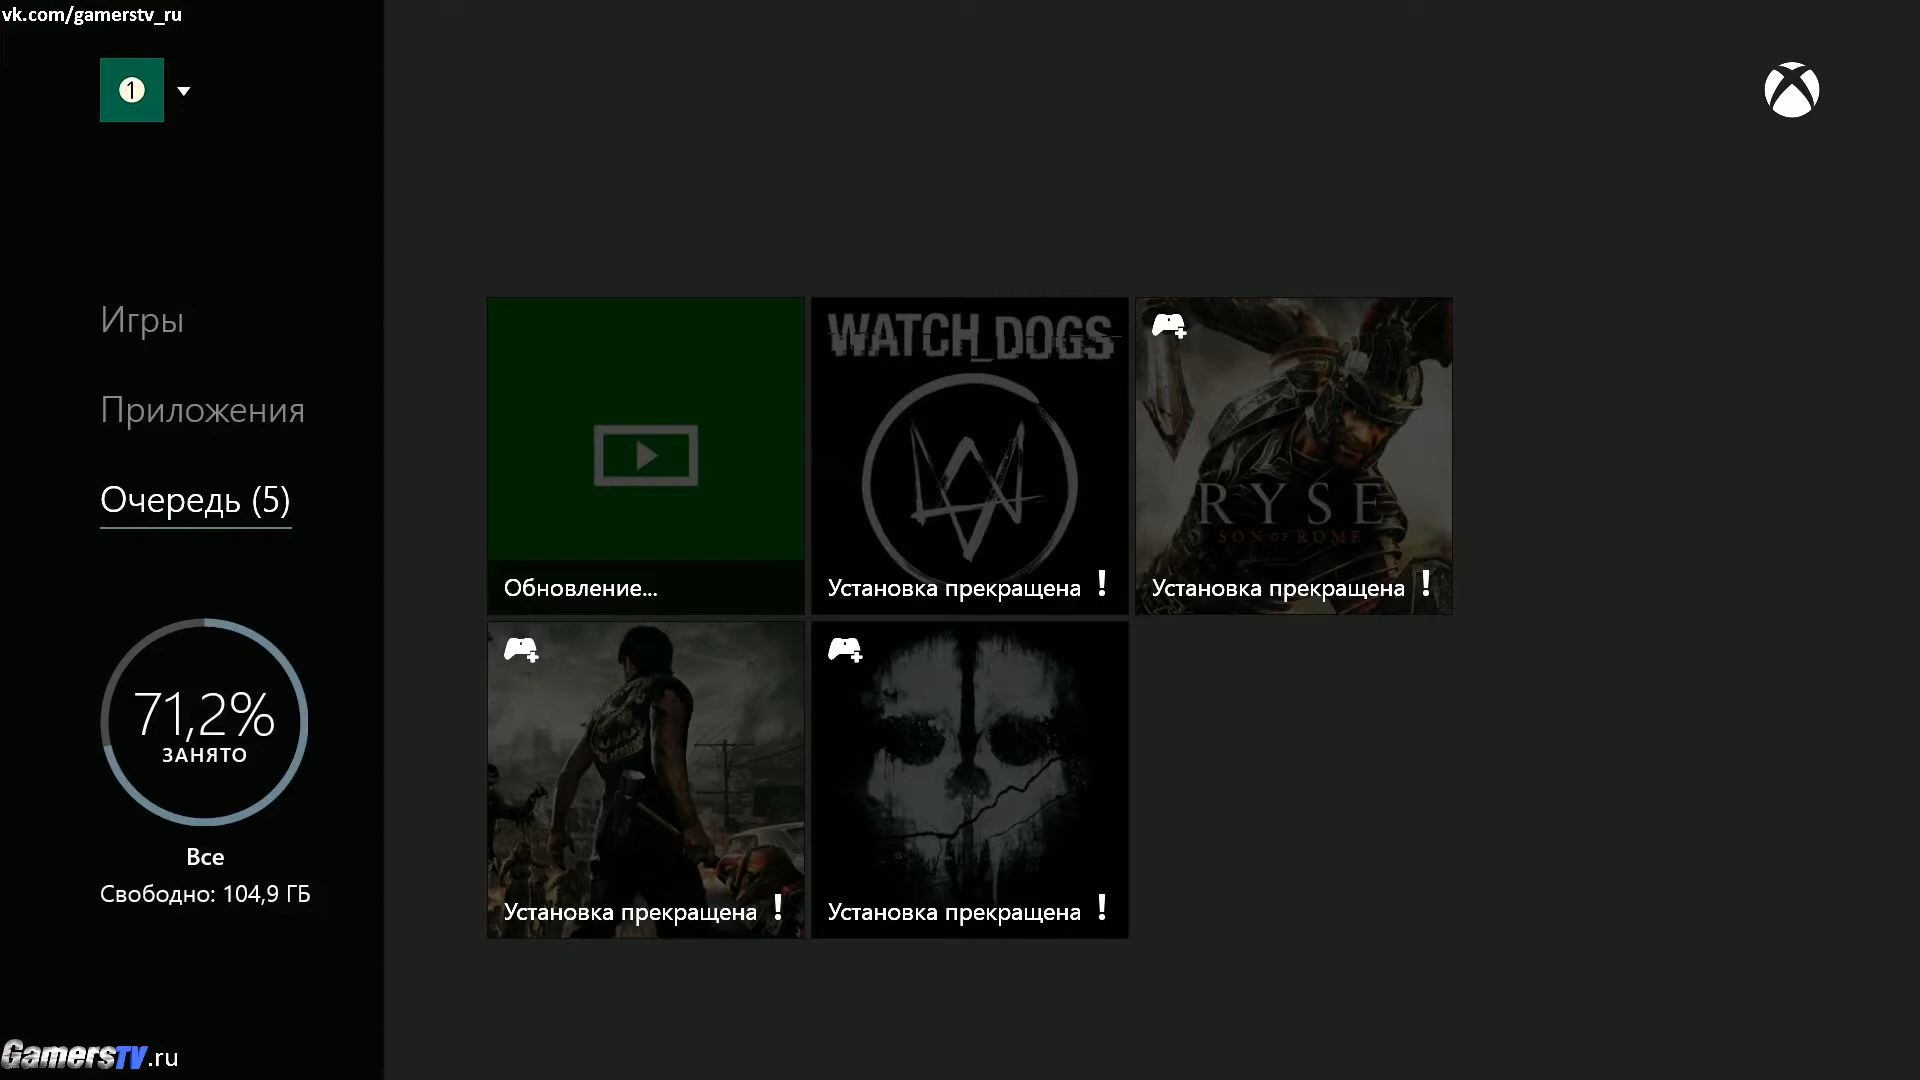 vk.com/gamerstv_ru
1
Игры
Приложения
Очередь (5)
71,2%
ЗАНЯТО
Все
Свободно: 104,9 ГБ
Обновление...
WATCH_DOGS
Установка прекращена !
RYSE
SON OF ROME
Установка прекращена !
Установка прекращена !
Установка прекращена !
GamersTV.ru